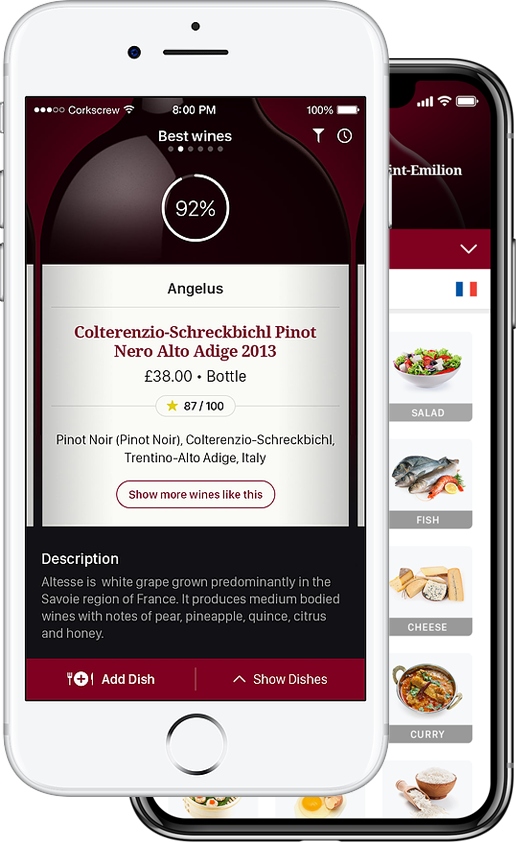 Corkscrew 8:00 PM 100%
Best wines
92%
Angelus
Colterenzio-Schreckbichl Pinot
Nero Alto Adige 2013
£38.00 • Bottle
87 / 100
Pinot Noir (Pinot Noir), Colterenzio-Schreckbichl,
Trentino-Alto Adige, Italy
Show more wines like this
Description
Altesse is white grape grown predominantly in the
Savoie region of France. It produces medium bodied
wines with notes of pear, pineapple, quince, citrus
and honey.
Add Dish
Show Dishes
int-Emilion
SALAD
FISH
CHEESE
CURRY